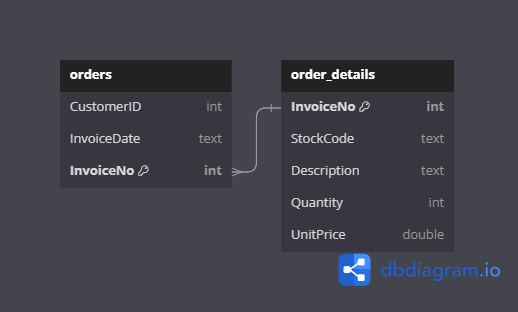 orders
CustomerID int
InvoiceDate text
InvoiceNo int
order_details
InvoiceNo int
StockCode text
Description text
Quantity int
UnitPrice double
dbdiagram.io